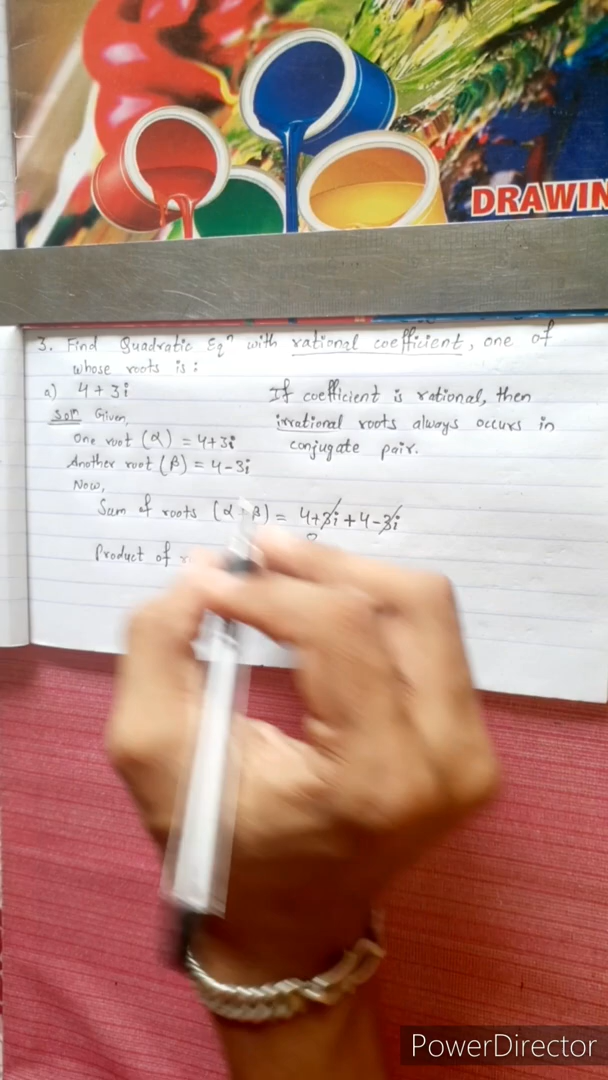 DRAWIN
3. Find Quadratic Eqⁿ with rational coefficient, one of
whose roots is :
a) 4 + 3i
Solⁿ Given,
One root (α) = 4+3i
Another root (β) = 4-3i
Now,
Sum of roots (α+β) = 4+3i+4-3i
Product of
If coefficient is rational, then
irrational roots always occurs in
conjugate pair.
PowerDirector